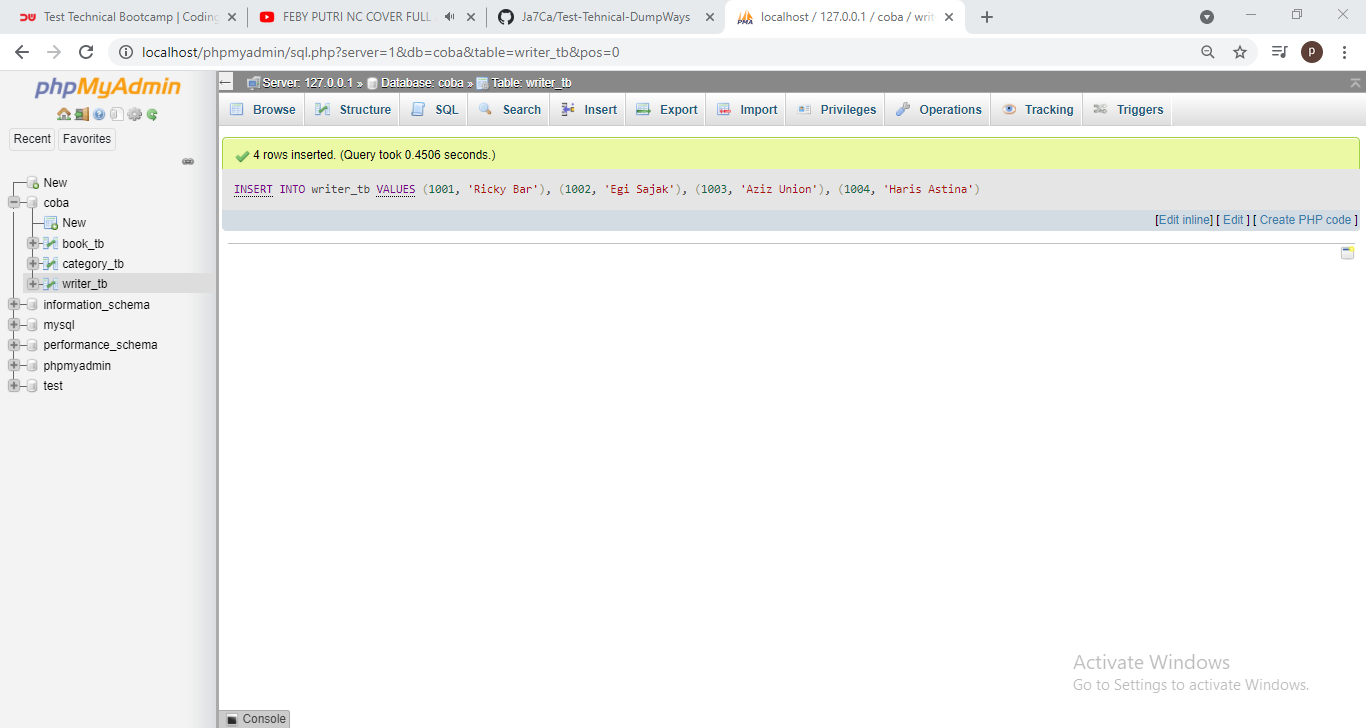 Test Technical Bootcamp | Coding
FEBY PUTRI NC COVER FULL
Ja7Ca/Test-Tehnical-DumpWays
localhost / 127.0.0.1 / coba / writ
localhost/phpmyadmin/sql.php?server=1&db=coba&table=writer_tb&pos=0
P
phpMyAdmin
Recent Favorites
New
coba
New
book_tb
category_tb
writer_tb
information_schema
mysql
performance_schema
phpmyadmin
test
Server: 127.0.0.1 » Database: coba » Table: writer_tb
Browse Structure SQL Search Insert Export Import Privileges Operations Tracking Triggers
4 rows inserted. (Query took 0.4506 seconds.)
INSERT INTO writer_tb VALUES (1001, 'Ricky Bar'), (1002, 'Egi Sajak'), (1003, 'Aziz Union'), (1004, 'Haris Astina')
[Edit inline] [ Edit ] [ Create PHP code ]
Activate Windows
Go to Settings to activate Windows.
Console